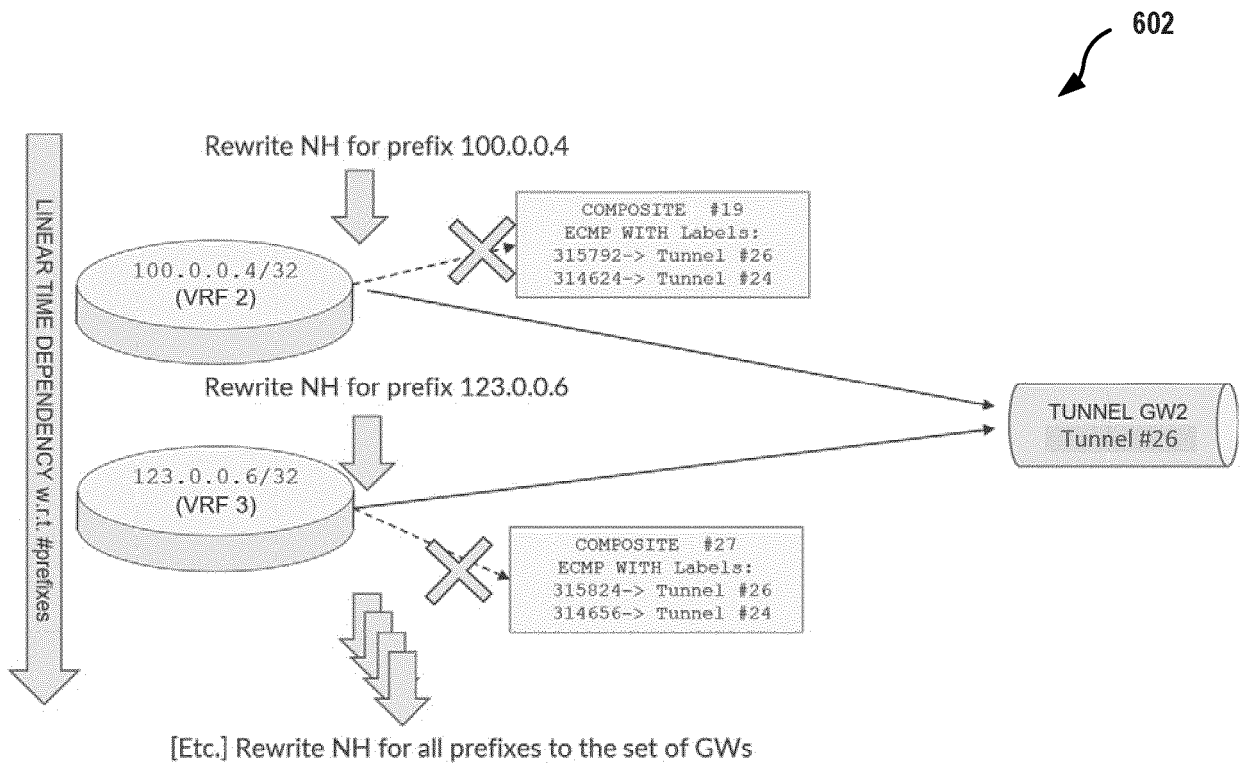 602
LINEAR TIME DEPENDENCY w.r.t. #prefixes
Rewrite NH for prefix 100.0.0.4
100.0.0.4/32
(VRF 2)
COMPOSITE #19
ECMP WITH Labels:
315792-> Tunnel #26
314624-> Tunnel #24
Rewrite NH for prefix 123.0.0.6
TUNNEL GW2
Tunnel #26
123.0.0.6/32
(VRF 3)
COMPOSITE #27
ECMP WITH Labels:
315824-> Tunnel #26
314656-> Tunnel #24
[Etc.] Rewrite NH for all prefixes to the set of GWs